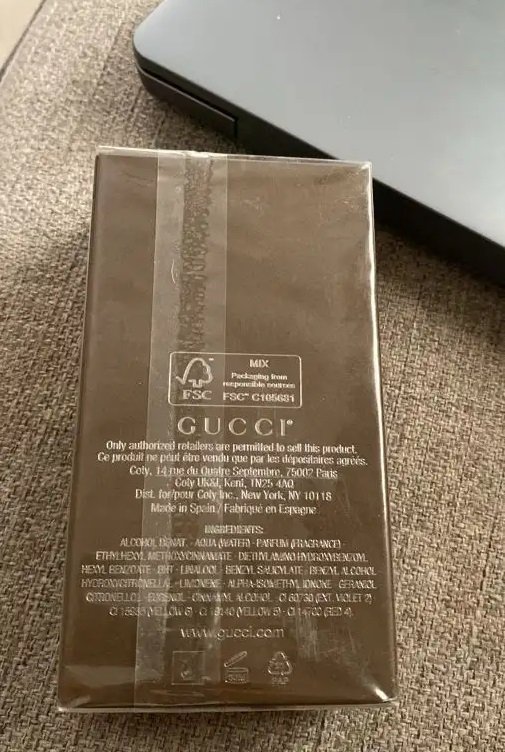 MIX
Packaging from
responsible sources
FSC™ C105681
FSC
GUCCI®
Only authorized retailers are permitted to sell this product.
Ce produit ne peut être vendu que par les dépositaires agréés.
Coty, 14 rue du Quatre Septembre, 75002 Paris
Coty UK&I, Kent, TN25 4AQ
Dist. for/pour Coty Inc., New York, NY 10118
Made in Spain / Fabriqué en Espagne
INGREDIENTS:
ALCOHOL DENAT. - AQUA (WATER) - PARFUM (FRAGRANCE) -
ETHYLHEXYL METHOXYCINNAMATE - DIETHYLAMINO HYDROXYBENZOYL
HEXYL BENZOATE - BHT - LINALOOL - BENZYL SALICYLATE - BENZYL ALCOHOL
HYDROXYCITRONELLAL - LIMONENE - ALPHA-ISOMETHYL IONONE - GERANIOL
CITRONELLOL - EUGENOL - CINNAMYL ALCOHOL - CI 60730 (EXT. VIOLET 2)
CI 15985 (YELLOW 6) - CI 19140 (YELLOW 5) - CI 14700 (RED 4)
www.gucci.com
PAP